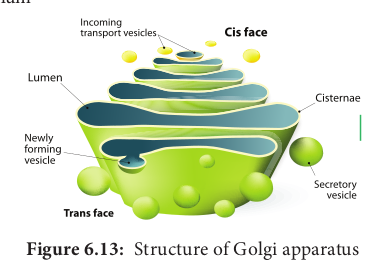 Incoming
transport vesicles
Cis face
Lumen
Cisternae
Newly
forming
vesicle
Secretory
vesicle
Trans face
Figure 6.13: Structure of Golgi apparatus